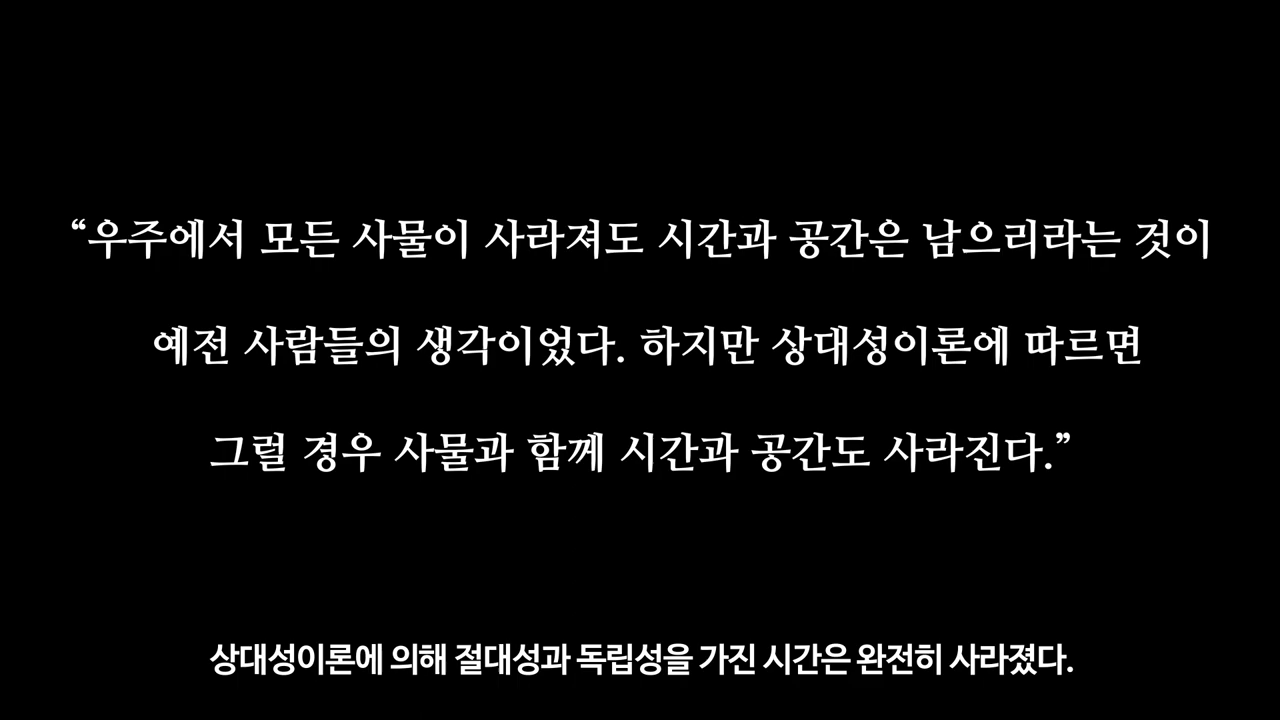 “우주에서 모든 사물이 사라져도 시간과 공간은 남으리라는 것이
예전 사람들의 생각이었다. 하지만 상대성이론에 따르면
그럴 경우 사물과 함께 시간과 공간도 사라진다.”
상대성이론에 의해 절대성과 독립성을 가진 시간은 완전히 사라졌다.